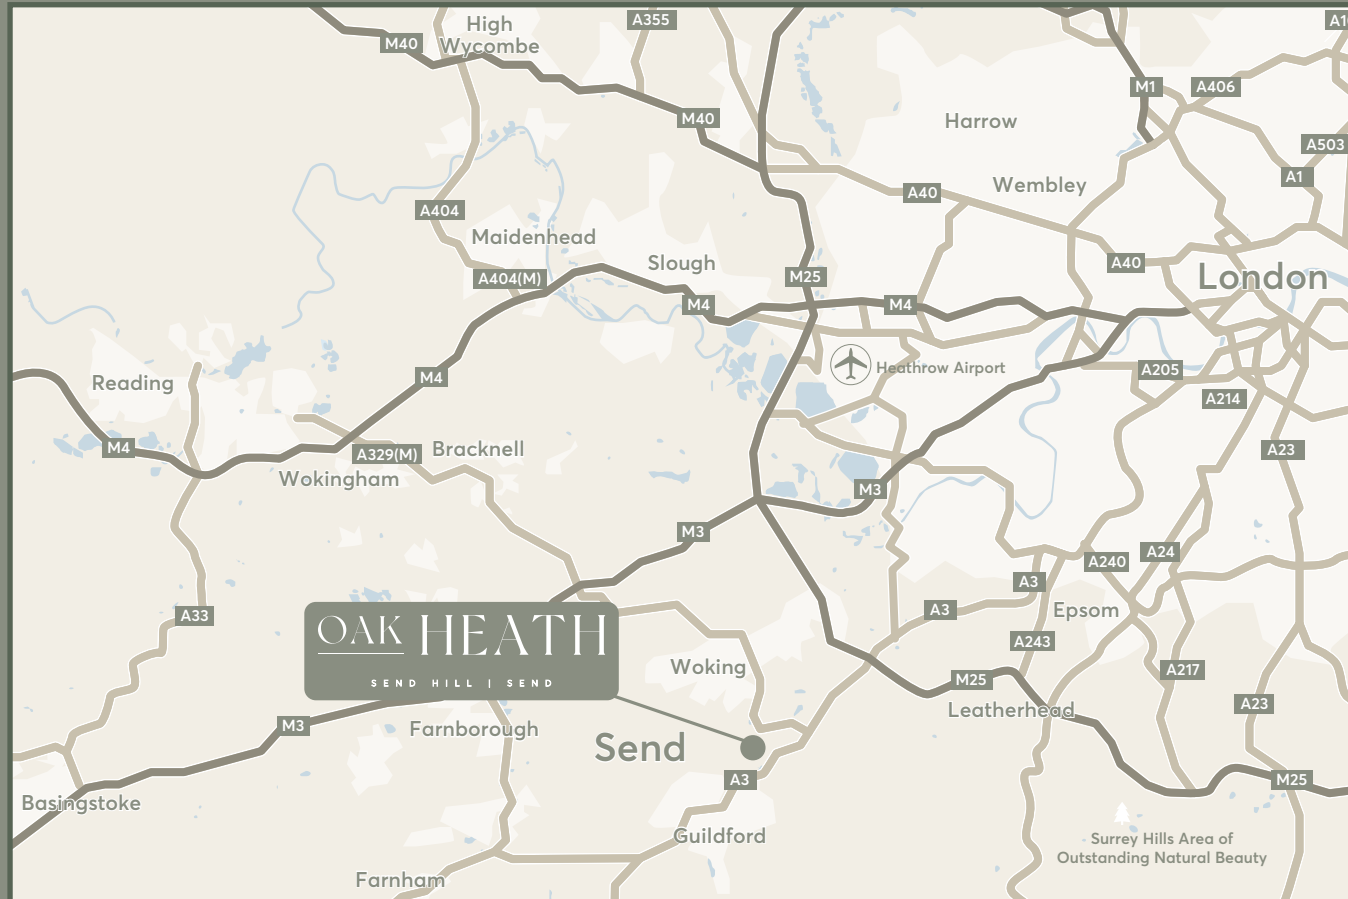 High
Wycombe
A355
M40
M1
A406
M40
Harrow
A503
A1
A40
Wembley
A404
Maidenhead
Slough
A404(M)
M25
A40
London
M4
M4
Heathrow Airport
A205
A214
Reading
M4
M4
A329(M)
Bracknell
Wokingham
A23
M3
M3
A240
A24
A3
A3
Epsom
A33
OAK HEATH
SEND HILL | SEND
A243
Woking
A217
M25
Leatherhead
A23
M3
Farnborough
Send
A3
M25
Basingstoke
Guildford
Surrey Hills Area of
Outstanding Natural Beauty
Farnham